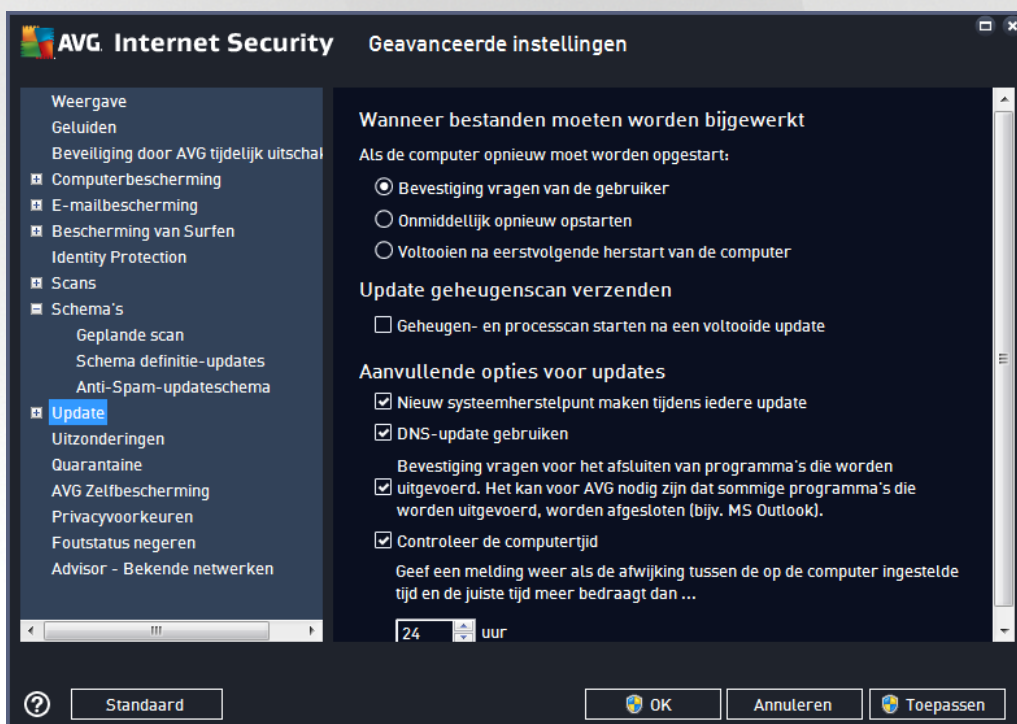 AVG. Internet Security
Geavanceerde instellingen
Weergave
Geluiden
Beveiliging door AVG tijdelijk uitschak
Computerbescherming
E-mailbescherming
Bescherming van Surfen
Identity Protection
Scans
Schema's
Geplande scan
Schema definitie-updates
Anti-Spam-updateschema
Update
Uitzonderingen
Quarantaine
AVG Zelfbescherming
Privacyvoorkeuren
Foutstatus negeren
Advisor - Bekende netwerken
Wanneer bestanden moeten worden bijgewerkt
Als de computer opnieuw moet worden opgestart:
Bevestiging vragen van de gebruiker
Onmiddellijk opnieuw opstarten
Voltooien na eerstvolgende herstart van de computer
Update geheugenscan verzenden
Geheugen- en processcan starten na een voltooide update
Aanvullende opties voor updates
Nieuw systeemherstelpunt maken tijdens iedere update
DNS-update gebruiken
Bevestiging vragen voor het afsluiten van programma's die worden
uitgevoerd. Het kan voor AVG nodig zijn dat sommige programma's die
worden uitgevoerd, worden afgesloten (bijv. MS Outlook).
Controleer de computertijd
Geef een melding weer als de afwijking tussen de op de computer ingestelde
tijd en de juiste tijd meer bedraagt dan ...
24 uur
? Standaard
OK
Annuleren
Toepassen